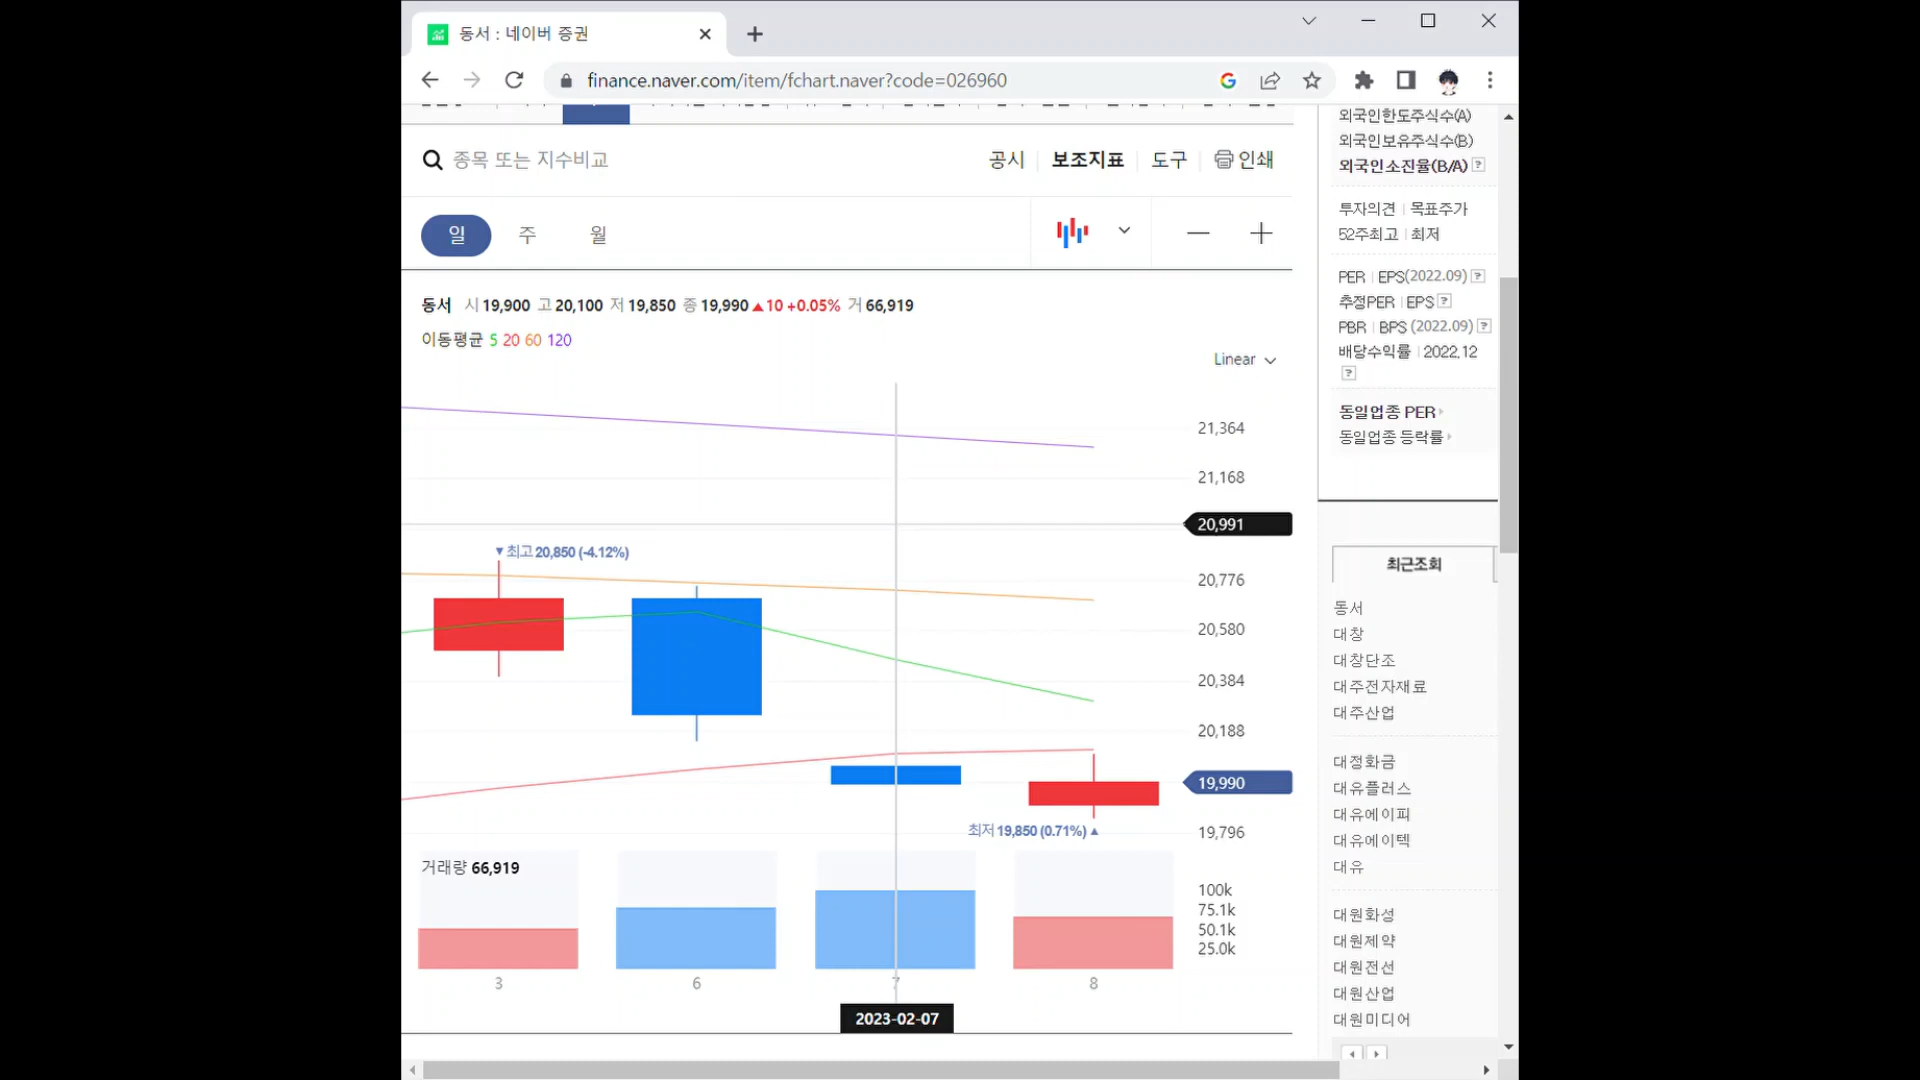 동서 : 네이버 증권
finance.naver.com/item/fchart.naver?code=026960
종목 또는 지수비교
공시 보조지표 도구 인쇄
일 주 월
동서 시 19,900 고 20,100 저 19,850 종 19,990 ▲10 +0.05% 거 66,919
이동평균 5 20 60 120
Linear
21,364
21,168
20,991
▼최고 20,850 (-4.12%)
20,776
20,580
20,384
20,188
19,990
최저 19,850 (0.71%) ▲
19,796
거래량 66,919
100k
75.1k
50.1k
25.0k
3 6 7 8
2023-02-07
외국인한도주식수(A)
외국인보유주식수(B)
외국인소진율(B/A) ?
투자의견 | 목표주가
52주최고 | 최저
PER | EPS(2022.09) ?
추정PER | EPS ?
PBR | BPS (2022.09) ?
배당수익률 | 2022.12
?
동일업종 PER
동일업종 등락률
최근조회
동서
대창
대창단조
대주전자재료
대주산업
대정화금
대유플러스
대유에이피
대유에이텍
대유
대원화성
대원제약
대원전선
대원산업
대원미디어